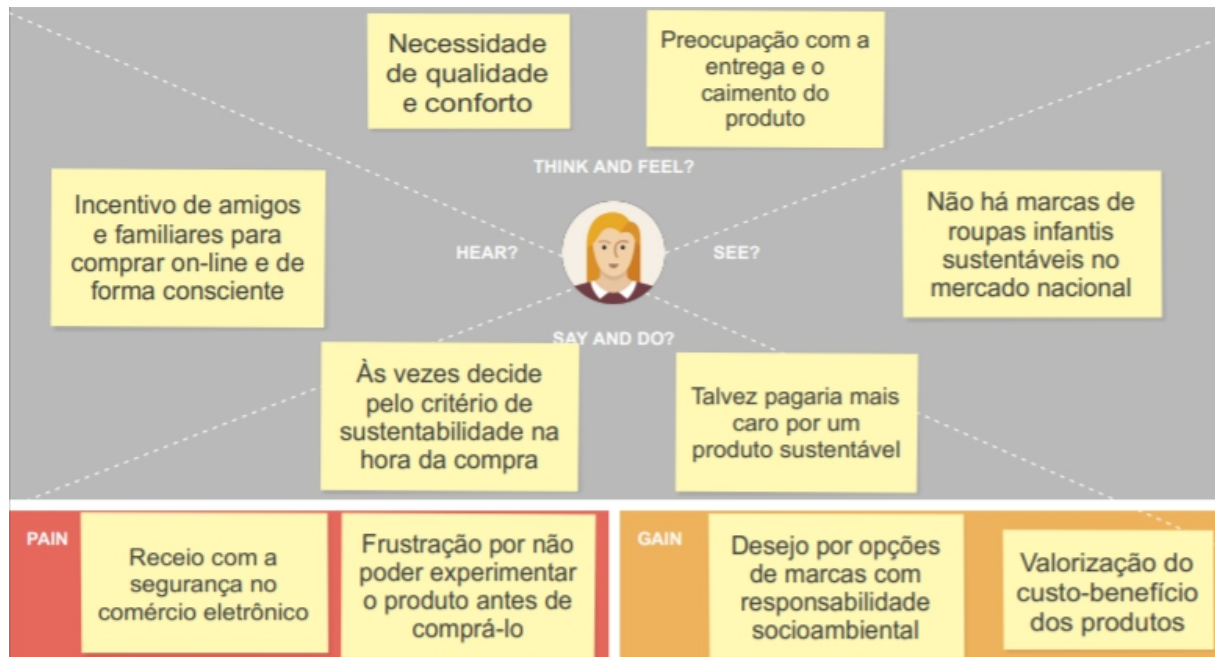 Necessidade
de qualidade
e conforto
Preocupação com a
entrega e o
caimento do
produto
THINK AND FEEL?
Incentivo de amigos
e familiares para
comprar on-line e de
forma consciente
HEAR?
SEE?
Não há marcas de
roupas infantis
sustentáveis no
mercado nacional
SAY AND DO?
Às vezes decide
pelo critério de
sustentabilidade na
hora da compra
Talvez pagaria mais
caro por um
produto sustentável
PAIN
Receio com a
segurança no
comércio eletrônico
Frustração por não
poder experimentar
o produto antes de
comprá-lo
GAIN
Desejo por opções
de marcas com
responsabilidade
socioambiental
Valorização do
custo-benefício
dos produtos